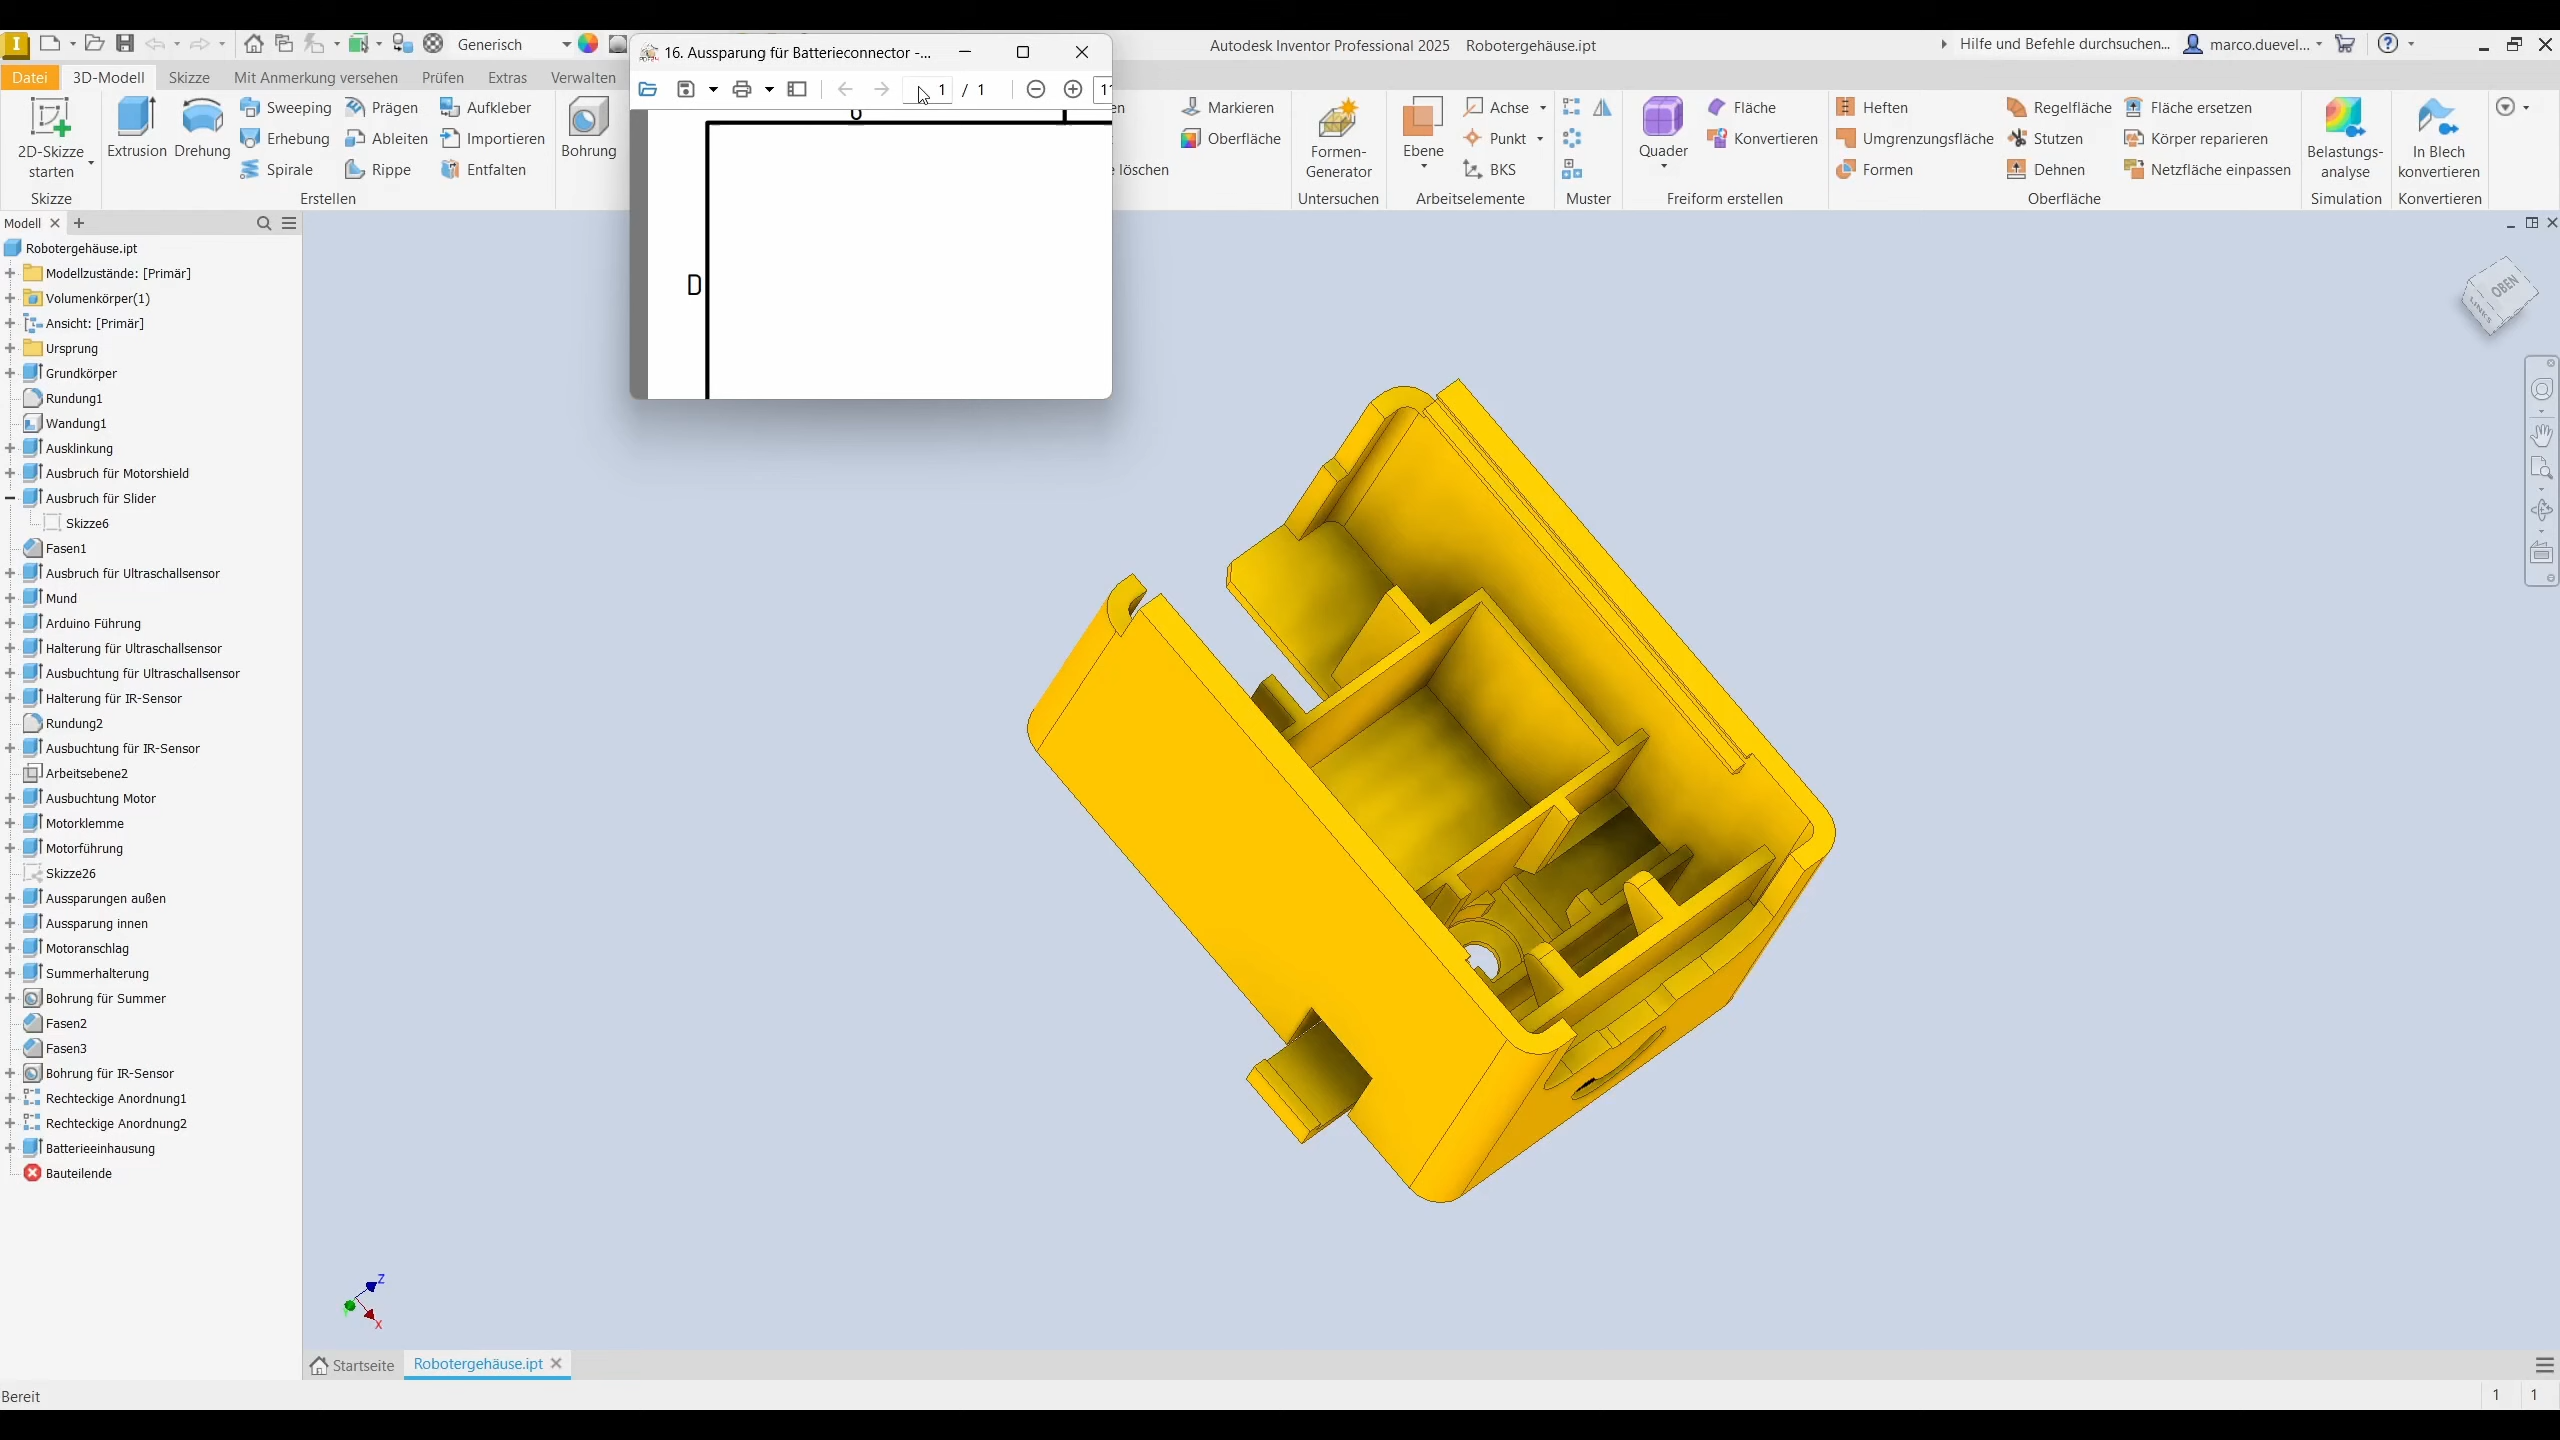 Generisch
16. Aussparung für Batterieconnector -...
Autodesk Inventor Professional 2025 Robotergehäuse.ipt
Hilfe und Befehle durchsuchen...
marco.duevel...
Datei
3D-Modell
Skizze
Mit Anmerkung versehen
Prüfen
Extras
Ansicht: [Primär]
Verwalten
1 / 1
2D-Skizze
starten
Skizze
Extrusion
Drehung
Sweeping
Erhebung
Spirale
Prägen
Ableiten
Rippe
Aufkleber
Importieren
Entfalten
Erstellen
Bohrung
löschen
Markieren
Oberfläche
Formen-
Generator
Untersuchen
Ebene
Achse
Punkt
BKS
Arbeitselemente
Muster
Quader
Fläche
Konvertieren
Freiform erstellen
Heften
Umgrenzungsfläche
Formen
Regelfläche
Stutzen
Dehnen
Fläche ersetzen
Körper reparieren
Netzfläche einpassen
Oberfläche
Belastungs-
analyse
Simulation
In Blech
konvertieren
Konvertieren
D
Modell
Robotergehäuse.ipt
Modellzustände: [Primär]
Volumenkörper(1)
Ursprung
Grundkörper
Rundung1
Wandung1
Ausklinkung
Ausbruch für Motorshield
Ausbruch für Slider
Skizze6
Fasen1
Ausbruch für Ultraschallsensor
Mund
Arduino Führung
Halterung für Ultraschallsensor
Ausbuchtung für Ultraschallsensor
Halterung für IR-Sensor
Rundung2
Ausbuchtung für IR-Sensor
Arbeitsebene2
Ausbuchtung Motor
Motorklemme
Motorführung
Skizze26
Aussparungen außen
Aussparung innen
Motoranschlag
Summerhalterung
Bohrung für Summer
Fasen2
Fasen3
Bohrung für IR-Sensor
Rechteckige Anordnung1
Rechteckige Anordnung2
Batterieeinhausung
Bauteilende
OBEN
LINKS
Z
X
Startseite
Robotergehäuse.ipt
Bereit
1 1